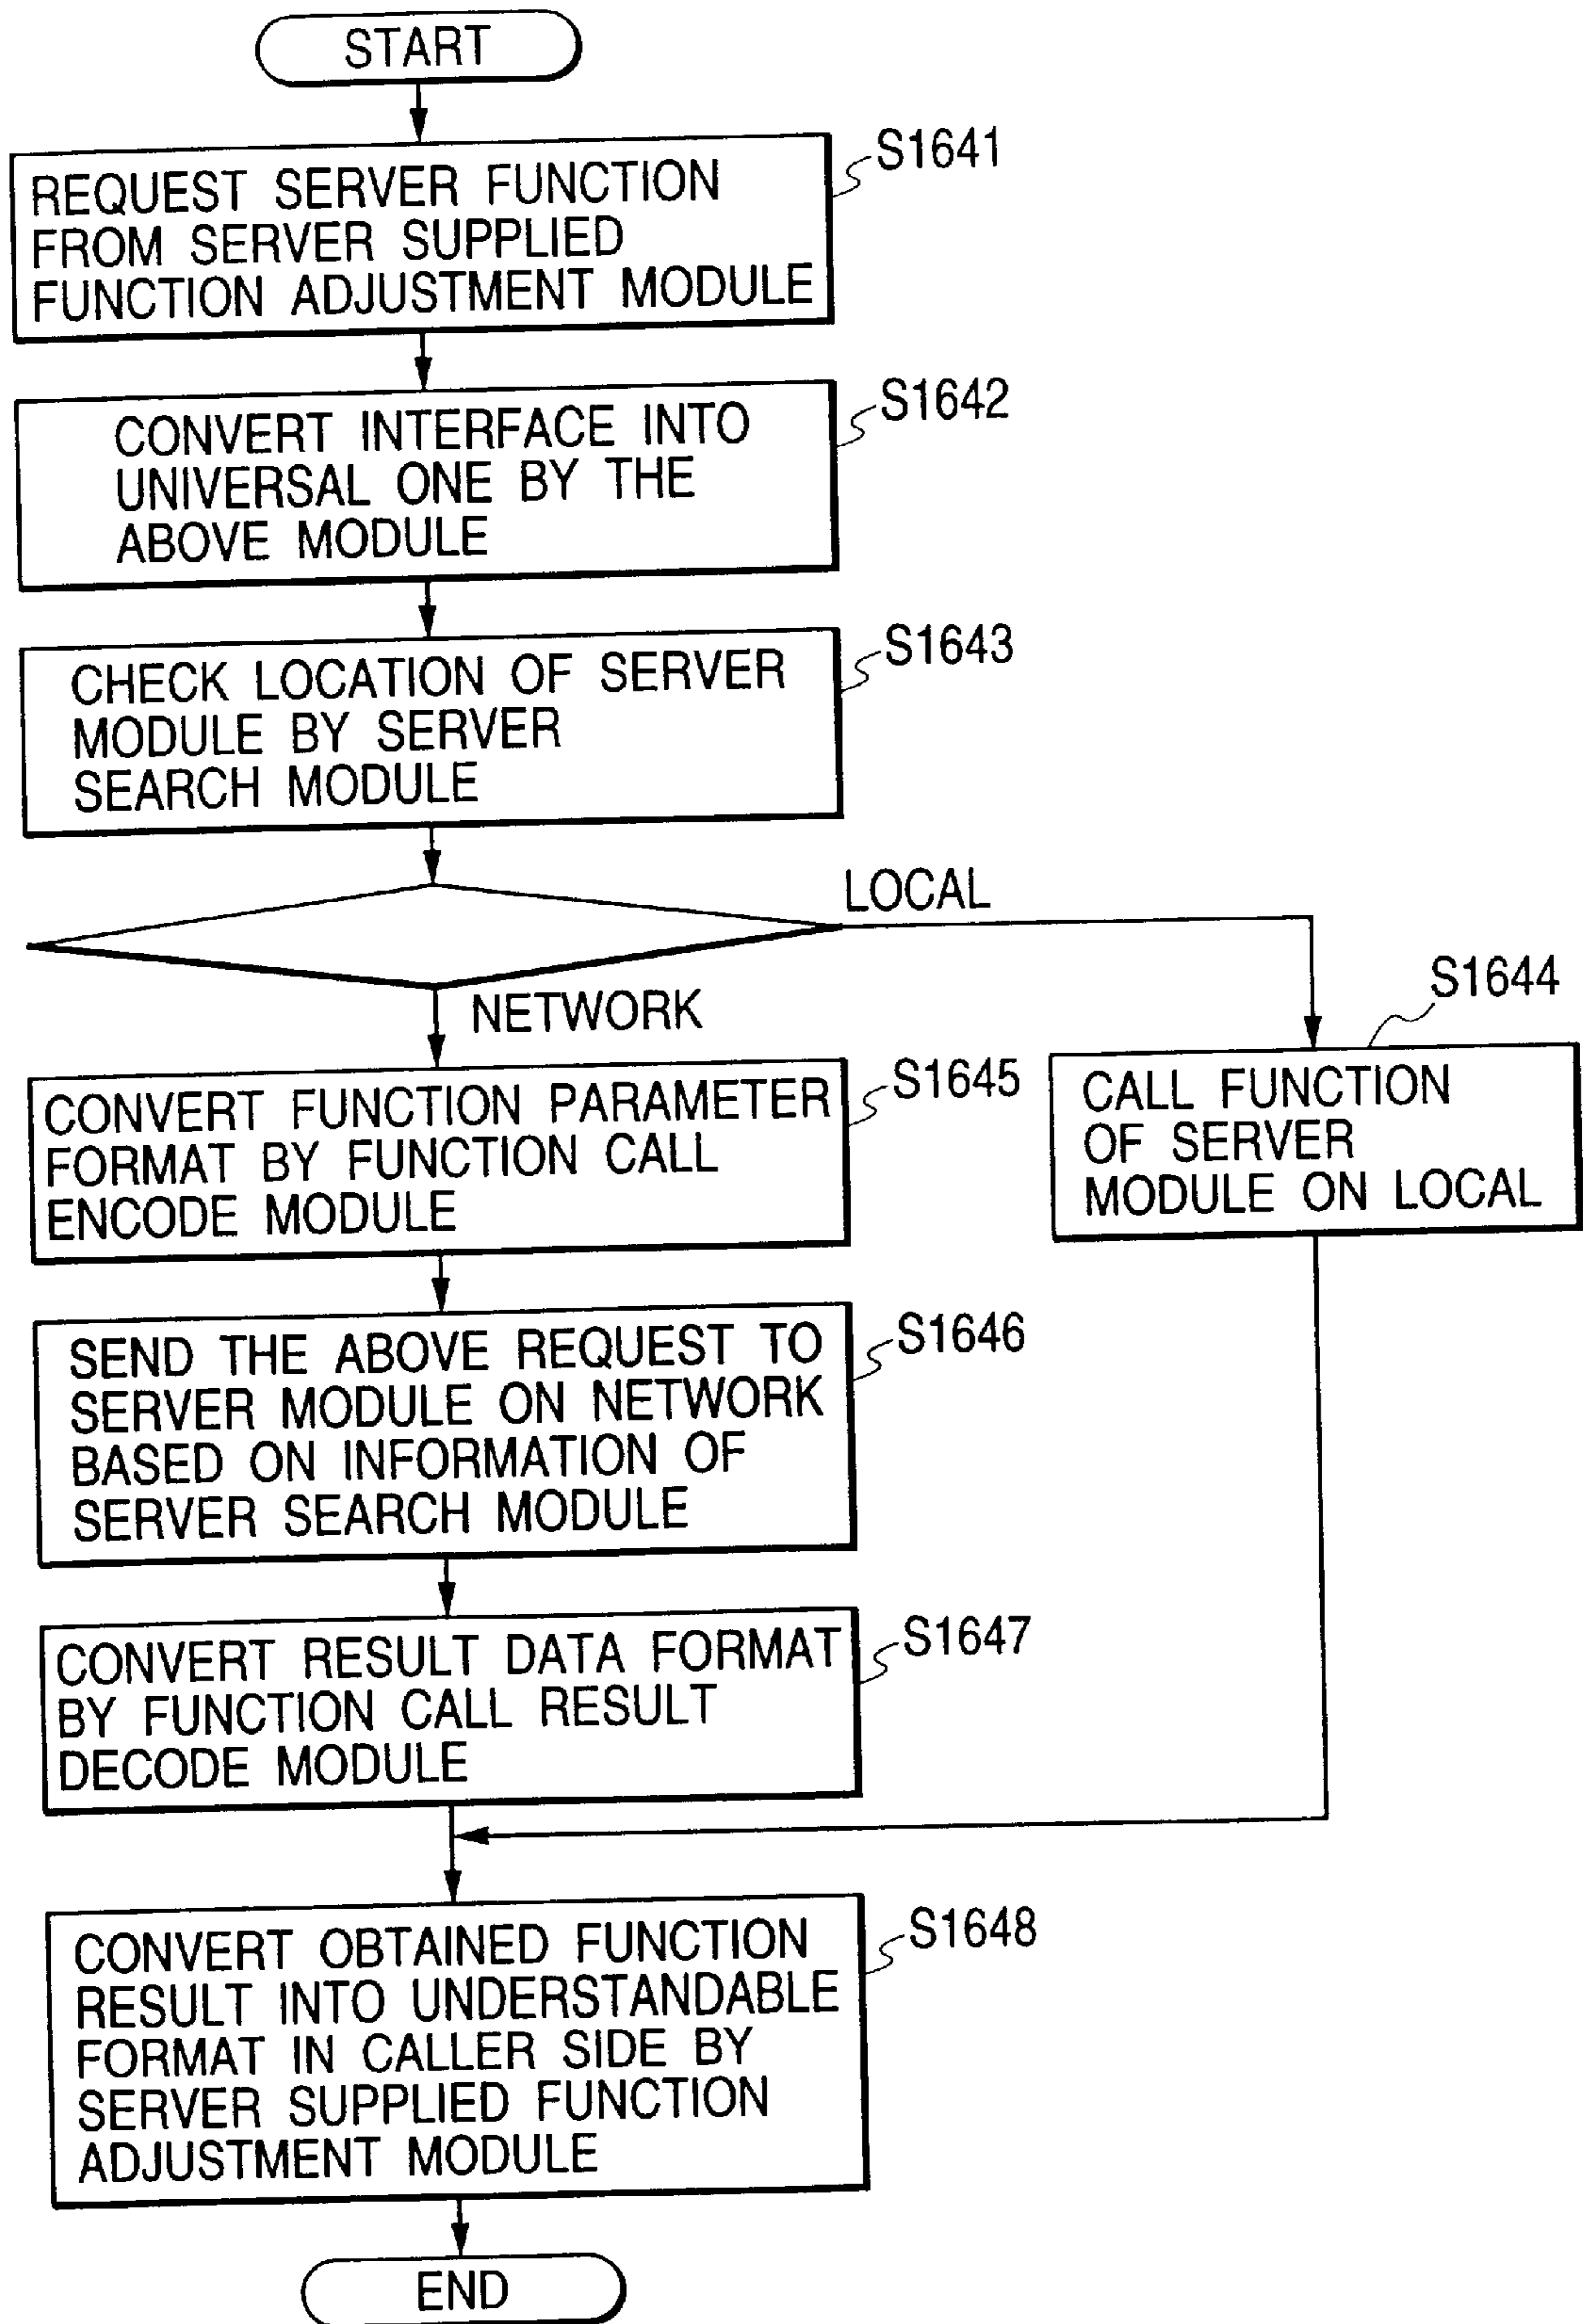 START
S1641
REQUEST SERVER FUNCTION
FROM SERVER SUPPLIED
FUNCTION ADJUSTMENT MODULE
S1642
CONVERT INTERFACE INTO
UNIVERSAL ONE BY THE
ABOVE MODULE
S1643
CHECK LOCATION OF SERVER
MODULE BY SERVER
SEARCH MODULE
LOCAL
NETWORK
S1644
CALL FUNCTION
OF SERVER
MODULE ON LOCAL
S1645
CONVERT FUNCTION PARAMETER
FORMAT BY FUNCTION CALL
ENCODE MODULE
S1646
SEND THE ABOVE REQUEST TO
SERVER MODULE ON NETWORK
BASED ON INFORMATION OF
SERVER SEARCH MODULE
S1647
CONVERT RESULT DATA FORMAT
BY FUNCTION CALL RESULT
DECODE MODULE
S1648
CONVERT OBTAINED FUNCTION
RESULT INTO UNDERSTANDABLE
FORMAT IN CALLER SIDE BY
SERVER SUPPLIED FUNCTION
ADJUSTMENT MODULE
END